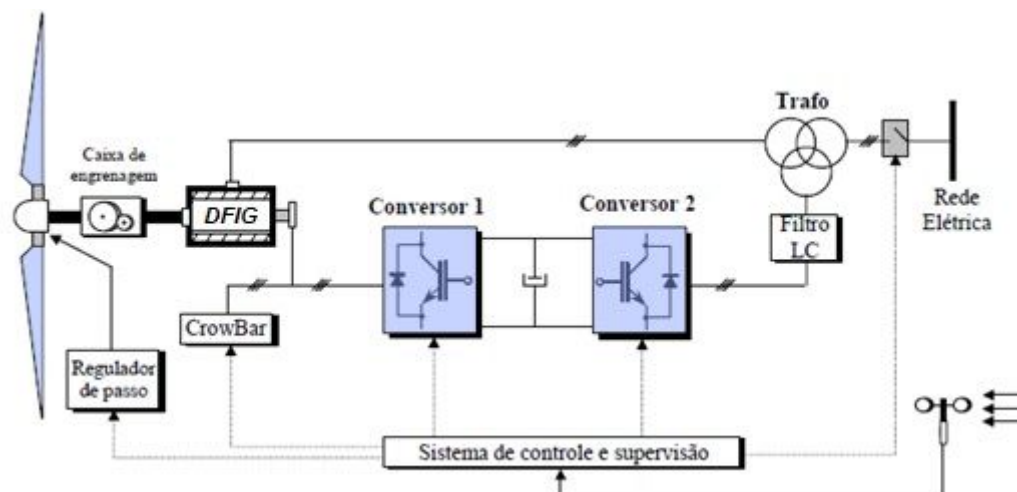 Trafo
Caixa de
engrenagem
DFIG
Conversor 1
Conversor 2
Rede
Elétrica
Filtro
LC
CrowBar
Regulador
de passo
Sistema de controle e supervisão